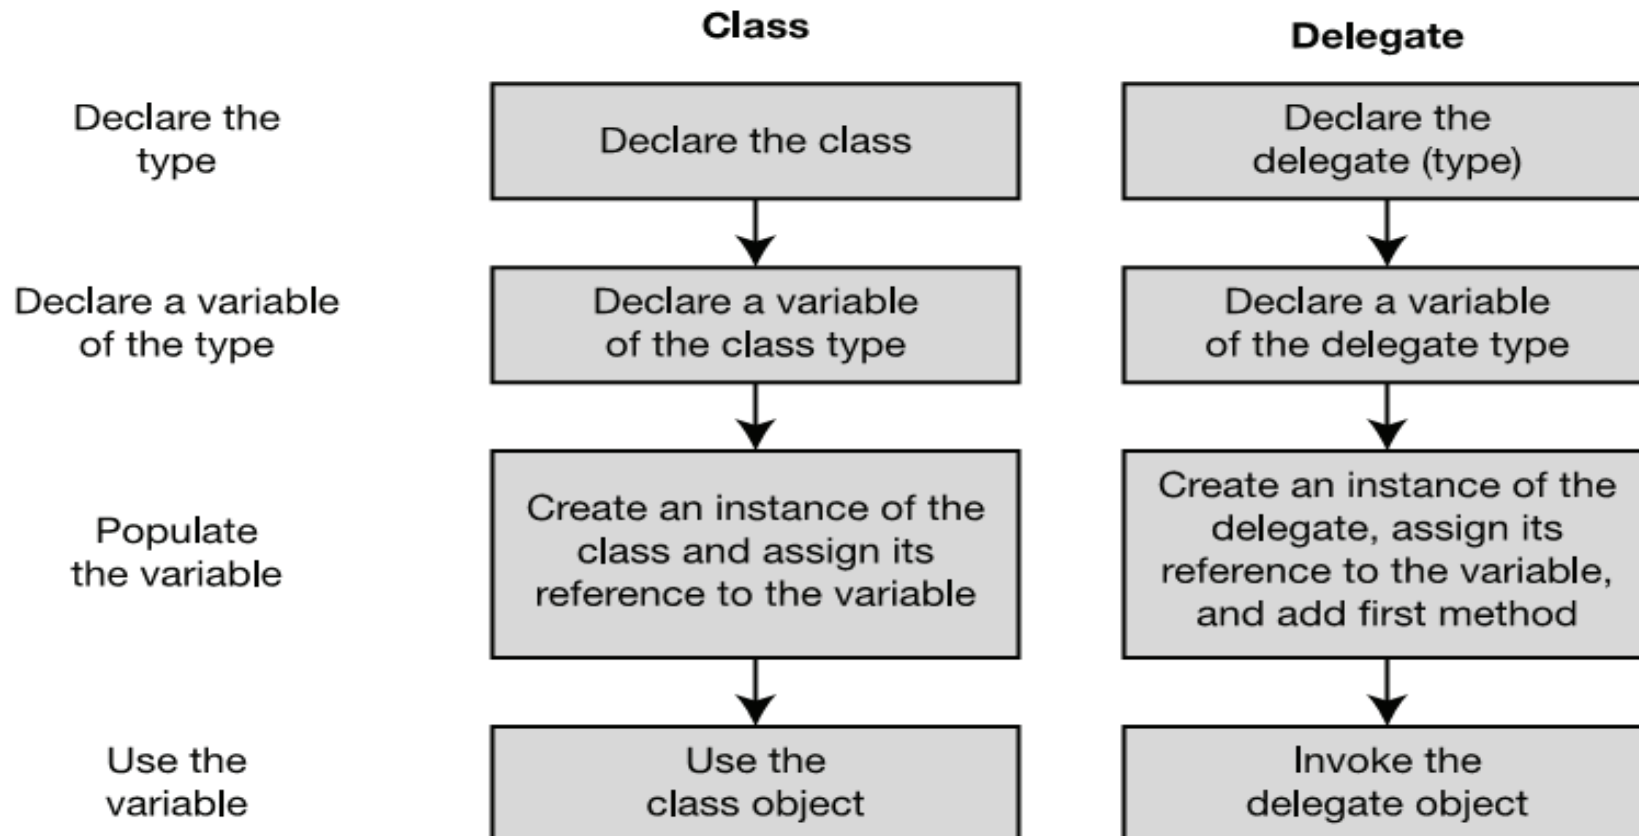 Class
Delegate
Declare the
type
Declare the class
Declare the
delegate (type)
Declare a variable
of the type
Declare a variable
of the class type
Declare a variable
of the delegate type
Populate
the variable
Create an instance of the
class and assign its
reference to the variable
Create an instance of the
delegate, assign its
reference to the variable,
and add first method
Use the
variable
Use the
class object
Invoke the
delegate object